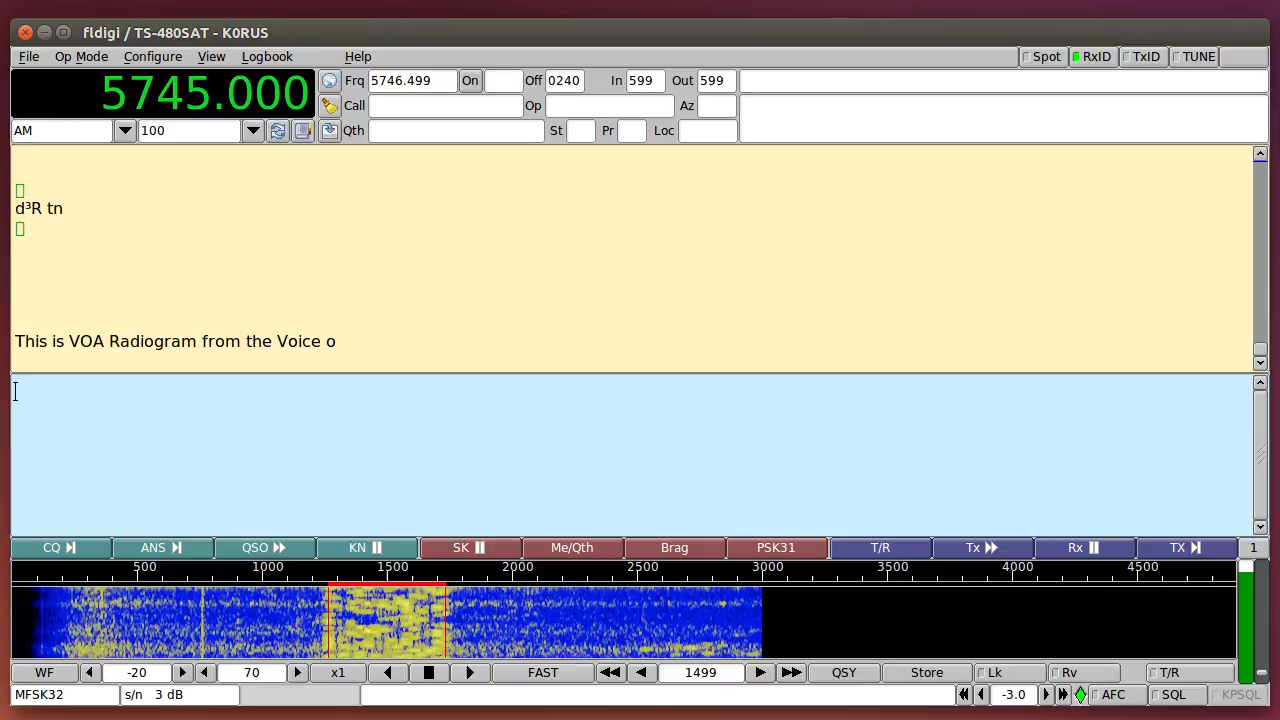 fldigi / TS-480SAT - K0RUS
File Op Mode Configure View Logbook Help Spot RxID TxID TUNE
5745.000 Frq 5746.499 On Off 0240 In 599 Out 599
Call Op Az
AM 100 Qth St Pr Loc
d³R tn
This is VOA Radiogram from the Voice o
CQ ANS QSO KN SK Me/Qth Brag PSK31 T/R Tx Rx TX 1
500 1000 1500 2000 2500 3000 3500 4000 4500
WF -20 70 x1 FAST 1499 QSY Store Lk Rv T/R
MFSK32 s/n 3 dB -3.0 AFC SQL KPSQL